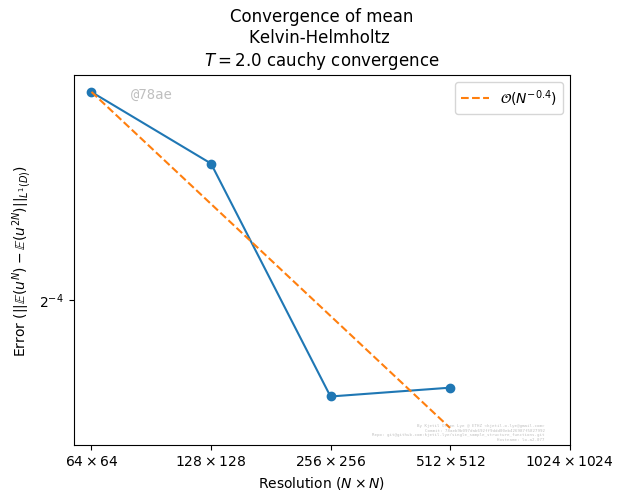 Convergence of mean
Kelvin-Helmholtz
T = 2.0 cauchy convergence
@78ae
𝒪(N^{-0.4})
Error (||𝔼(u^N) − 𝔼(u^{2N})||_{L^1(D)})
2^{-4}
64 × 64 128 × 128 256 × 256 512 × 512 1024 × 1024
Resolution (N × N)